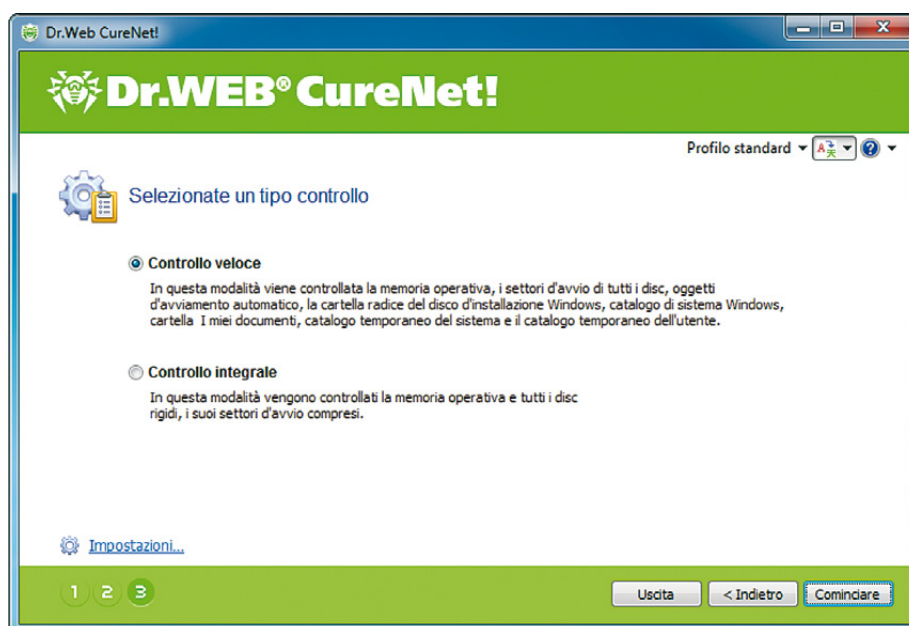 Dr.Web CureNet!
Dr.WEB® CureNet!
Profilo standard
Selezionate un tipo controllo
Controllo veloce
In questa modalità viene controllata la memoria operativa, i settori d'avvio di tutti i disc, oggetti
d'avviamento automatico, la cartella radice del disco d'installazione Windows, catalogo di sistema Windows,
cartella I miei documenti, catalogo temporaneo del sistema e il catalogo temporaneo dell'utente.
Controllo integrale
In questa modalità vengono controllati la memoria operativa e tutti i disc
rigidi, i suoi settori d'avvio compresi.
Impostazioni...
1 2 3
Uscita < Indietro Cominciare